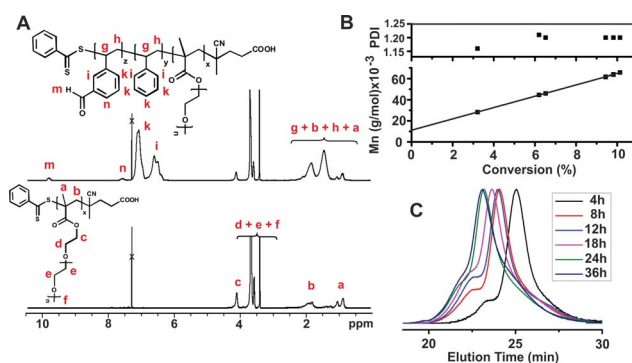 A
S
S
g
h
z
g
h
y
x
CN
COOH
O
O
i
k
i
k
i
k
k
k
m
H
O
n
O
n
k
i
m
n
g + b + h + a
a
b
CN
COOH
S
S
x
O
O
c
d
O
e
e
e
O
f
n
d + e + f
c
b
a
10
8
6
4
2
ppm
B
Mn (g/mol)x10⁻³ PDI
1.25
1.20
1.15
60
40
20
0
0
2
4
6
8
10
Conversion (%)
C
4h
8h
12h
18h
24h
36h
20
25
30
Elution Time (min)